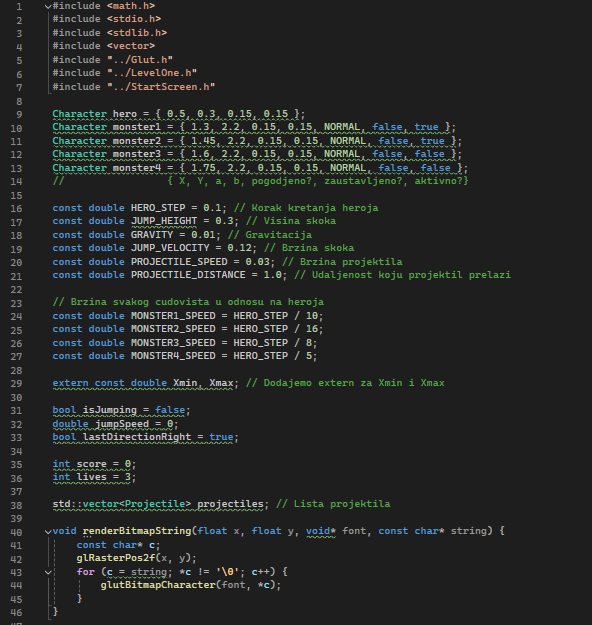 1 #include <math.h>
2 #include <stdio.h>
3 #include <stdlib.h>
4 #include <vector>
5 #include "../Glut.h"
6 #include "../LevelOne.h"
7 #include "../StartScreen.h"
8
9 Character hero = { 0.5, 0.3, 0.15, 0.15 };
10 Character monster1 = { 1.3, 2.2, 0.15, 0.15, NORMAL, false, true };
11 Character monster2 = { 1.45, 2.2, 0.15, 0.15, NORMAL, false, true };
12 Character monster3 = { 1.6, 2.2, 0.15, 0.15, NORMAL, false, false };
13 Character monster4 = { 1.75, 2.2, 0.15, 0.15, NORMAL, false, false };
14 // { X, Y, a, b, pogodjeno?, zaustavljeno?, aktivno?}
15
16 const double HERO_STEP = 0.1; // Korak kretanja heroja
17 const double JUMP_HEIGHT = 0.3; // Visina skoka
18 const double GRAVITY = 0.01; // Gravitacija
19 const double JUMP_VELOCITY = 0.12; // Brzina skoka
20 const double PROJECTILE_SPEED = 0.03; // Brzina projektila
21 const double PROJECTILE_DISTANCE = 1.0; // Udaljenost koju projektil prelazi
22
23 // Brzina svakog cudovista u odnosu na heroja
24 const double MONSTER1_SPEED = HERO_STEP / 10;
25 const double MONSTER2_SPEED = HERO_STEP / 16;
26 const double MONSTER3_SPEED = HERO_STEP / 8;
27 const double MONSTER4_SPEED = HERO_STEP / 5;
28
29 extern const double Xmin, Xmax; // Dodajemo extern za Xmin i Xmax
30
31 bool isJumping = false;
32 double jumpSpeed = 0;
33 bool lastDirectionRight = true;
34
35 int score = 0;
36 int lives = 3;
37
38 std::vector<Projectile> projectiles; // Lista projektila
39
40 void renderBitmapString(float x, float y, void* font, const char* string) {
41 const char* c;
42 glRasterPos2f(x, y);
43 for (c = string; *c != '\0'; c++) {
44 glutBitmapCharacter(font, *c);
45 }
46 }